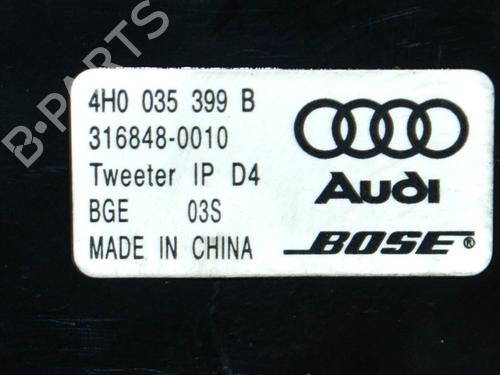 B-PARTS
4H0 035 399 B
316848-0010
Tweeter IP D4
BGE 03S
MADE IN CHINA
Audi
BOSE®